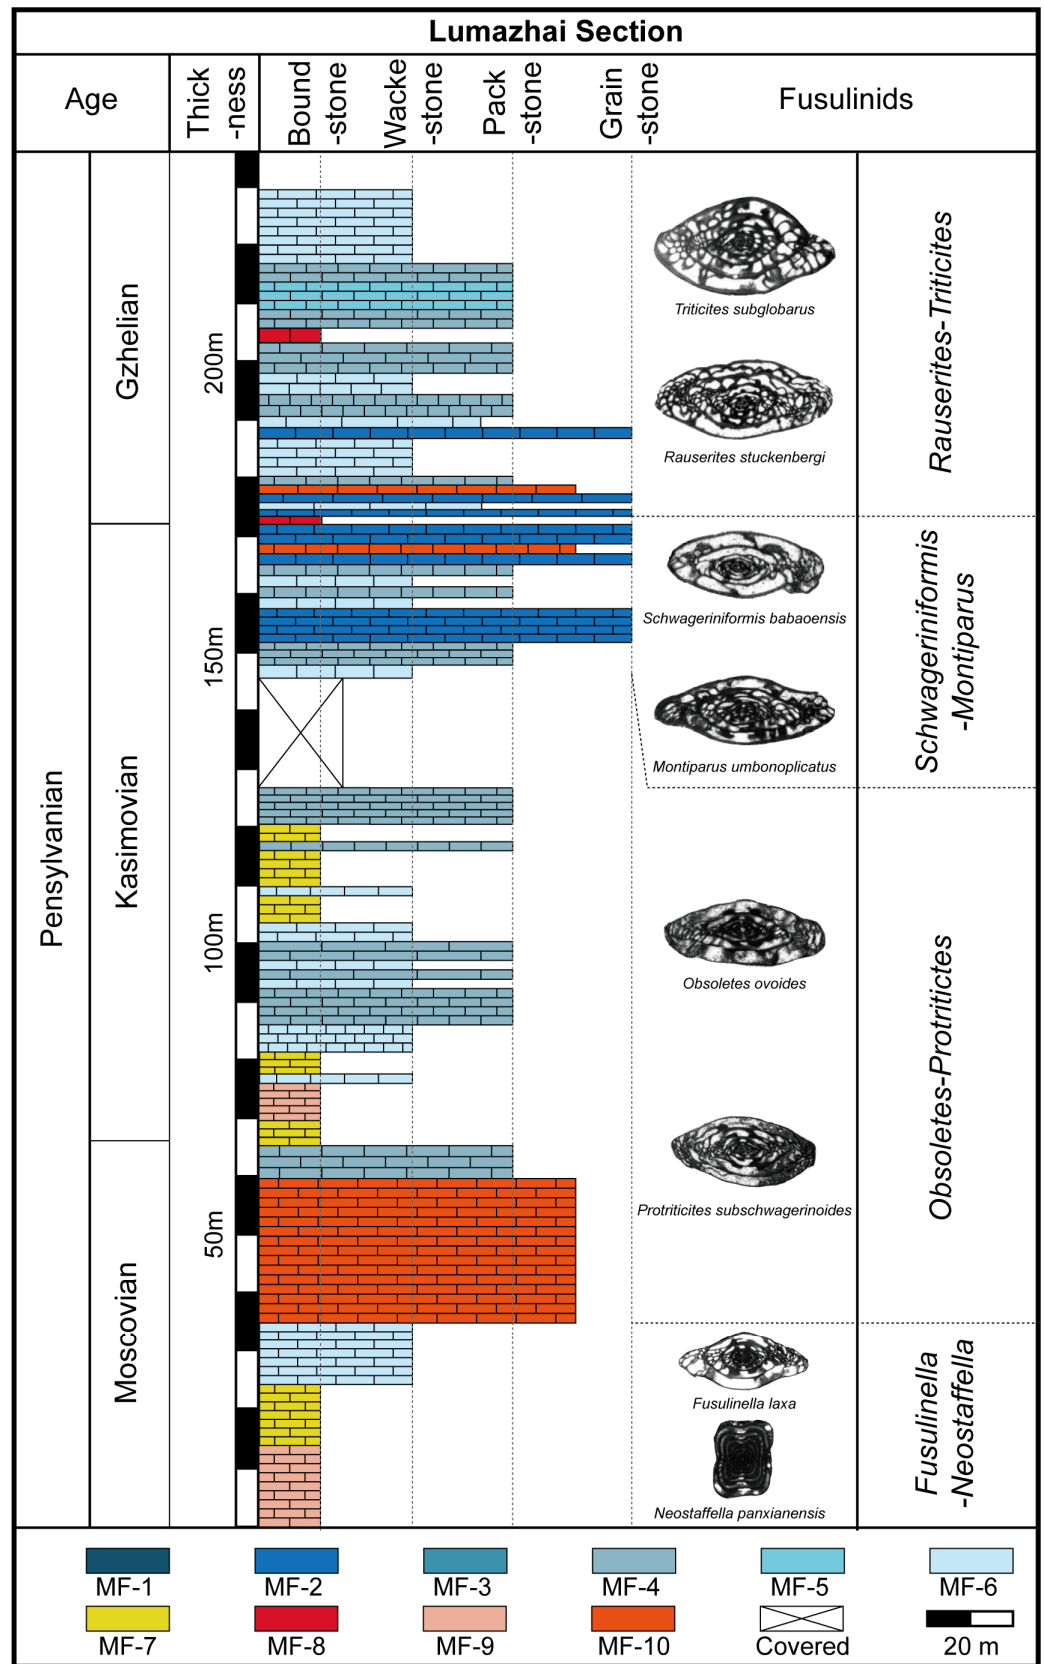 Lumazhai Section
Age
Thick
-ness
Bound
-stone
Wacke
-stone
Pack
-stone
Grain
-stone
Fusulinids
Pensylvanian
Gzhelian
Kasimovian
Moscovian
200m
150m
100m
50m
Triticites subglobarus
Rauserites stuckenbergi
Schwageriniformis babaoensis
Montiparus umbonoplicatus
Obsoletes ovoides
Protriticites subschwagerinoides
Fusulinella laxa
Neostaffella panxianensis
Rauserites-Triticites
Schwageriniformis
-Montiparus
Obsoletes-Protritictes
Fusulinella
-Neostaffella
MF-1
MF-2
MF-3
MF-4
MF-5
MF-6
MF-7
MF-8
MF-9
MF-10
Covered
20 m